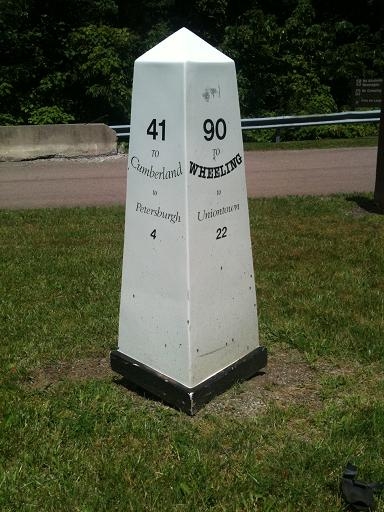 41
TO
Cumberland
to
Petersburgh
4
90
TO
WHEELING
to
Uniontown
22